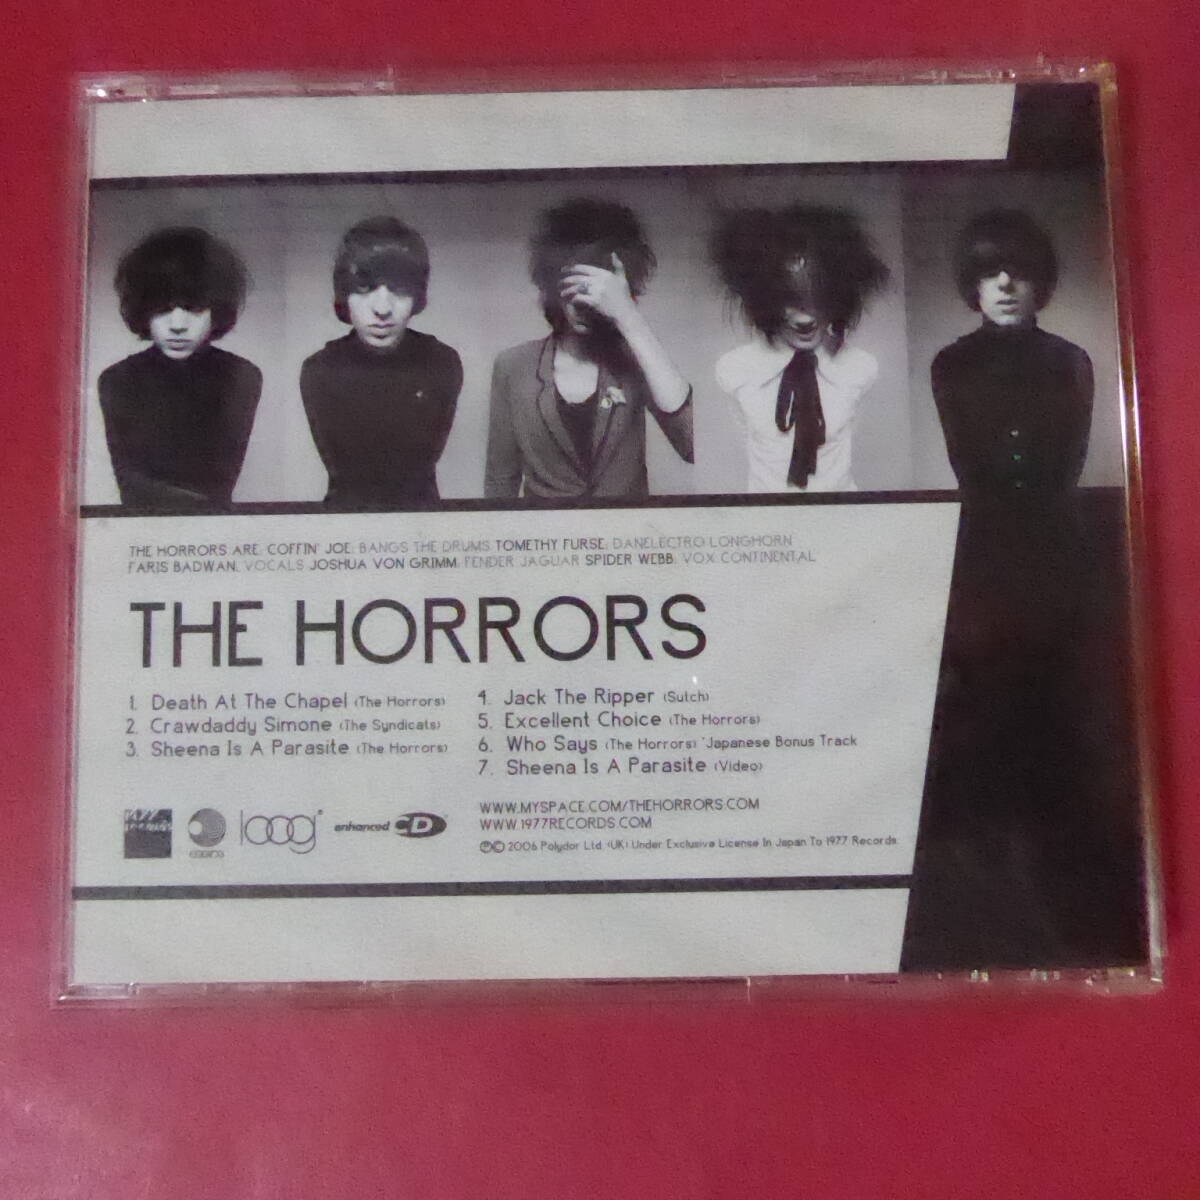 THE HORRORS ARE: COFFIN' JOE: BANGS THE DRUMS TOMETHY FURSE: DANELECTRO LONGHORN
FARIS BADWAN: VOCALS JOSHUA VON GRIMM: FENDER JAGUAR SPIDER WEBB: VOX CONTINENTAL
THE HORRORS
1. Death At The Chapel (The Horrors)
2. Crawdaddy Simone (The Syndicats)
3. Sheena Is A Parasite (The Horrors)
4. Jack The Ripper (Sutch)
5. Excellent Choice (The Horrors)
6. Who Says (The Horrors) *Japanese Bonus Track
7. Sheena Is A Parasite (Video)
1977 RECORDS
loog
enhanced CD
WWW.MYSPACE.COM/THEHORRORS.COM
WWW.1977RECORDS.COM
℗© 2006 Polydor Ltd. (UK) Under Exclusive License In Japan To 1977 Records.